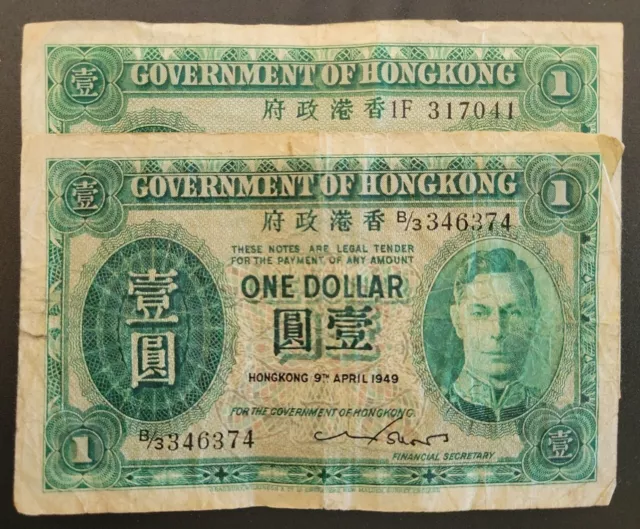 壹 GOVERNMENT OF HONGKONG 1
府政港香 1F 317041
壹 GOVERNMENT OF HONGKONG 1
府政港香 B/3 346374
THESE NOTES ARE LEGAL TENDER
FOR THE PAYMENT OF ANY AMOUNT
ONE DOLLAR
圓壹
壹圓
HONGKONG 9TH APRIL 1949
FOR THE GOVERNMENT OF HONGKONG.
B/3 346374
FINANCIAL SECRETARY
1 壹